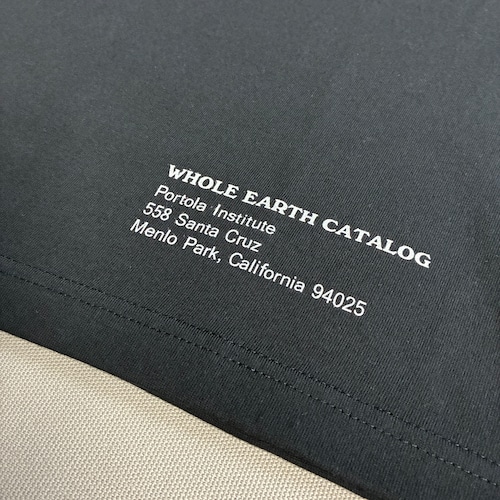 WHOLE EARTH CATALOG
Portola Institute
558 Santa Cruz
Menlo Park, California 94025